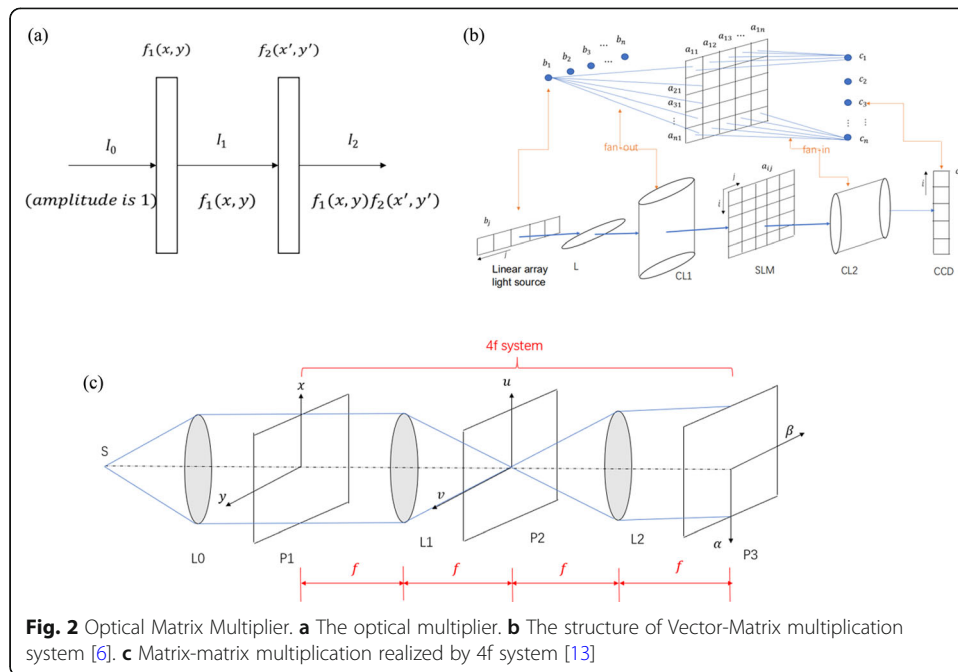 (a)
f₁(x, y)
f₂(x′, y′)
I₀
I₁
I₂
(amplitude is 1)
f₁(x, y)
f₁(x, y)f₂(x′, y′)
(b)
b₁
b₂
b₃
...
bₙ
...
a₁₁
a₁₂
a₁₃
...
a₁ₙ
a₂₁
a₃₁
⋮
aₙ₁
c₁
c₂
c₃
⋮
⋮
cₙ
fan-out
fan-in
bⱼ
Linear array
light source
L
CL1
aᵢⱼ
i
SLM
CL2
i
CCD
(c)
4f system
x
u
S
y
v
β
α
L0
P1
L1
P2
L2
P3
f
f
f
f
Fig. 2 Optical Matrix Multiplier. a The optical multiplier. b The structure of Vector-Matrix multiplication
system [6]. c Matrix-matrix multiplication realized by 4f system [13]